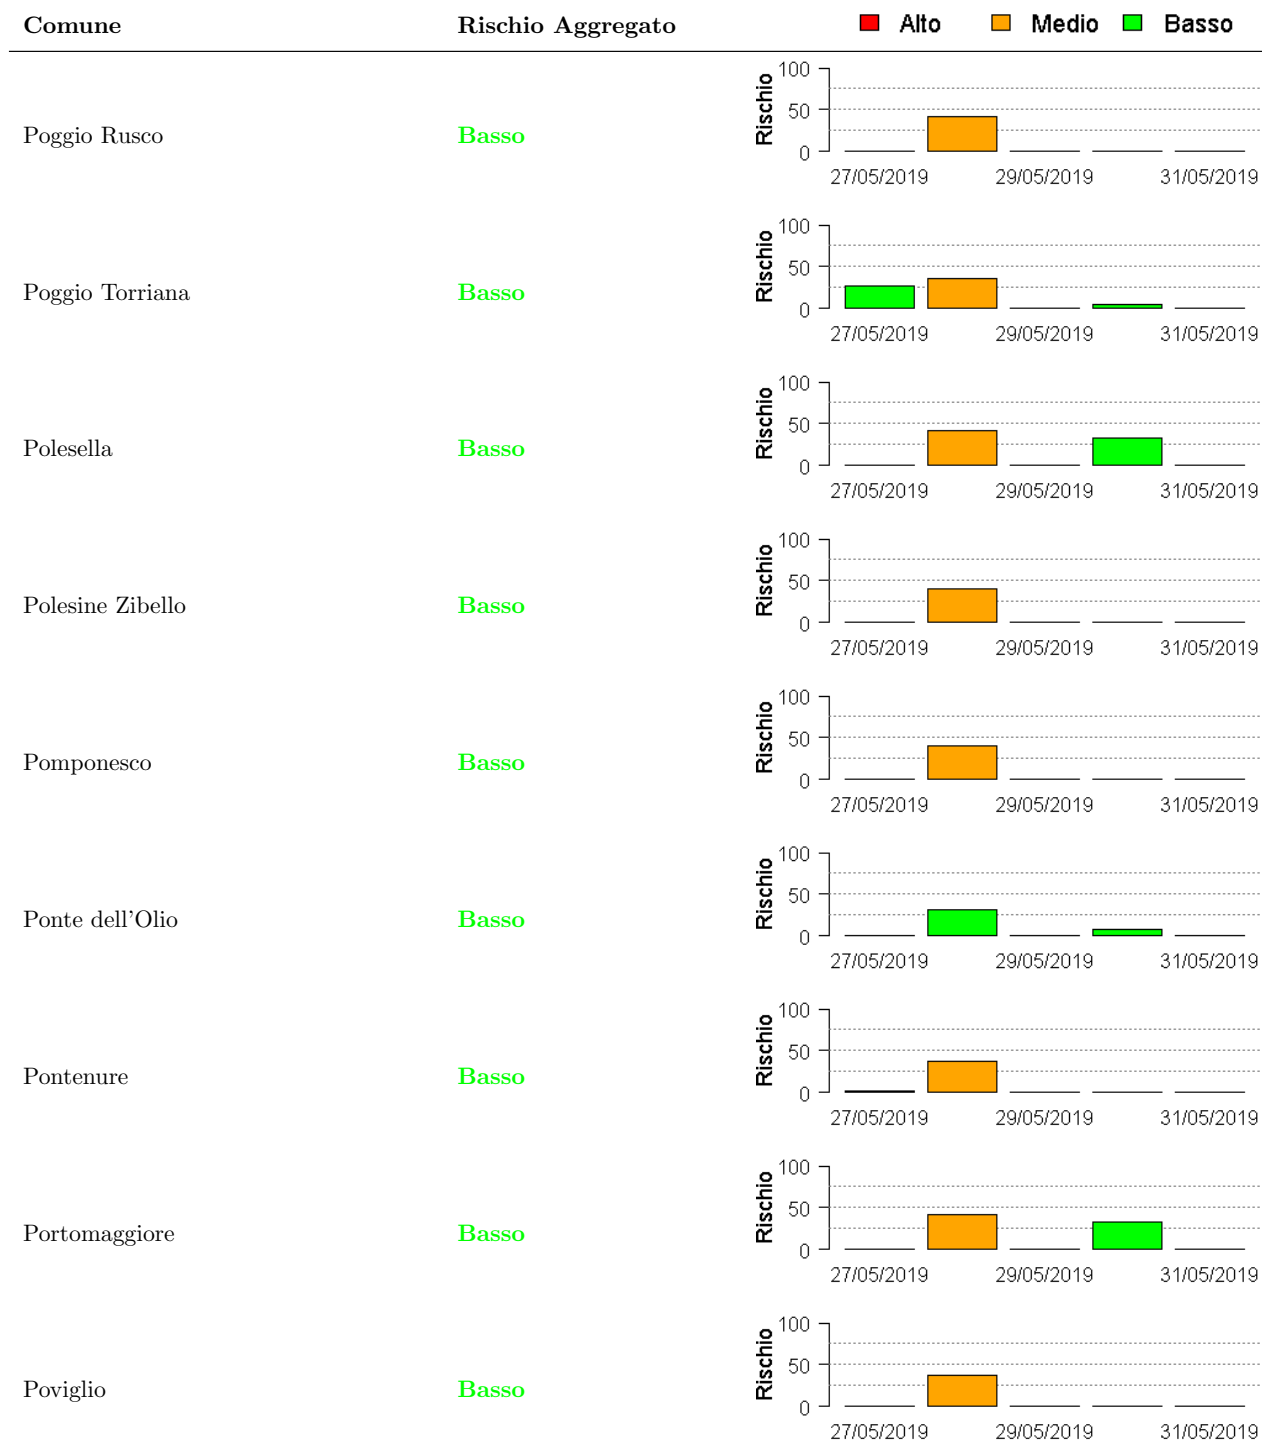 Comune Rischio Aggregato Alto Medio Basso
Poggio Rusco Basso Rischio 100 50 0
27/05/2019 29/05/2019 31/05/2019
Poggio Torriana Basso Rischio 100 50 0
27/05/2019 29/05/2019 31/05/2019
Polesella Basso Rischio 100 50 0
27/05/2019 29/05/2019 31/05/2019
Polesine Zibello Basso Rischio 100 50 0
27/05/2019 29/05/2019 31/05/2019
Pomponesco Basso Rischio 100 50 0
27/05/2019 29/05/2019 31/05/2019
Ponte dell'Olio Basso Rischio 100 50 0
27/05/2019 29/05/2019 31/05/2019
Pontenure Basso Rischio 100 50 0
27/05/2019 29/05/2019 31/05/2019
Portomaggiore Basso Rischio 100 50 0
27/05/2019 29/05/2019 31/05/2019
Poviglio Basso Rischio 100 50 0
27/05/2019 29/05/2019 31/05/2019